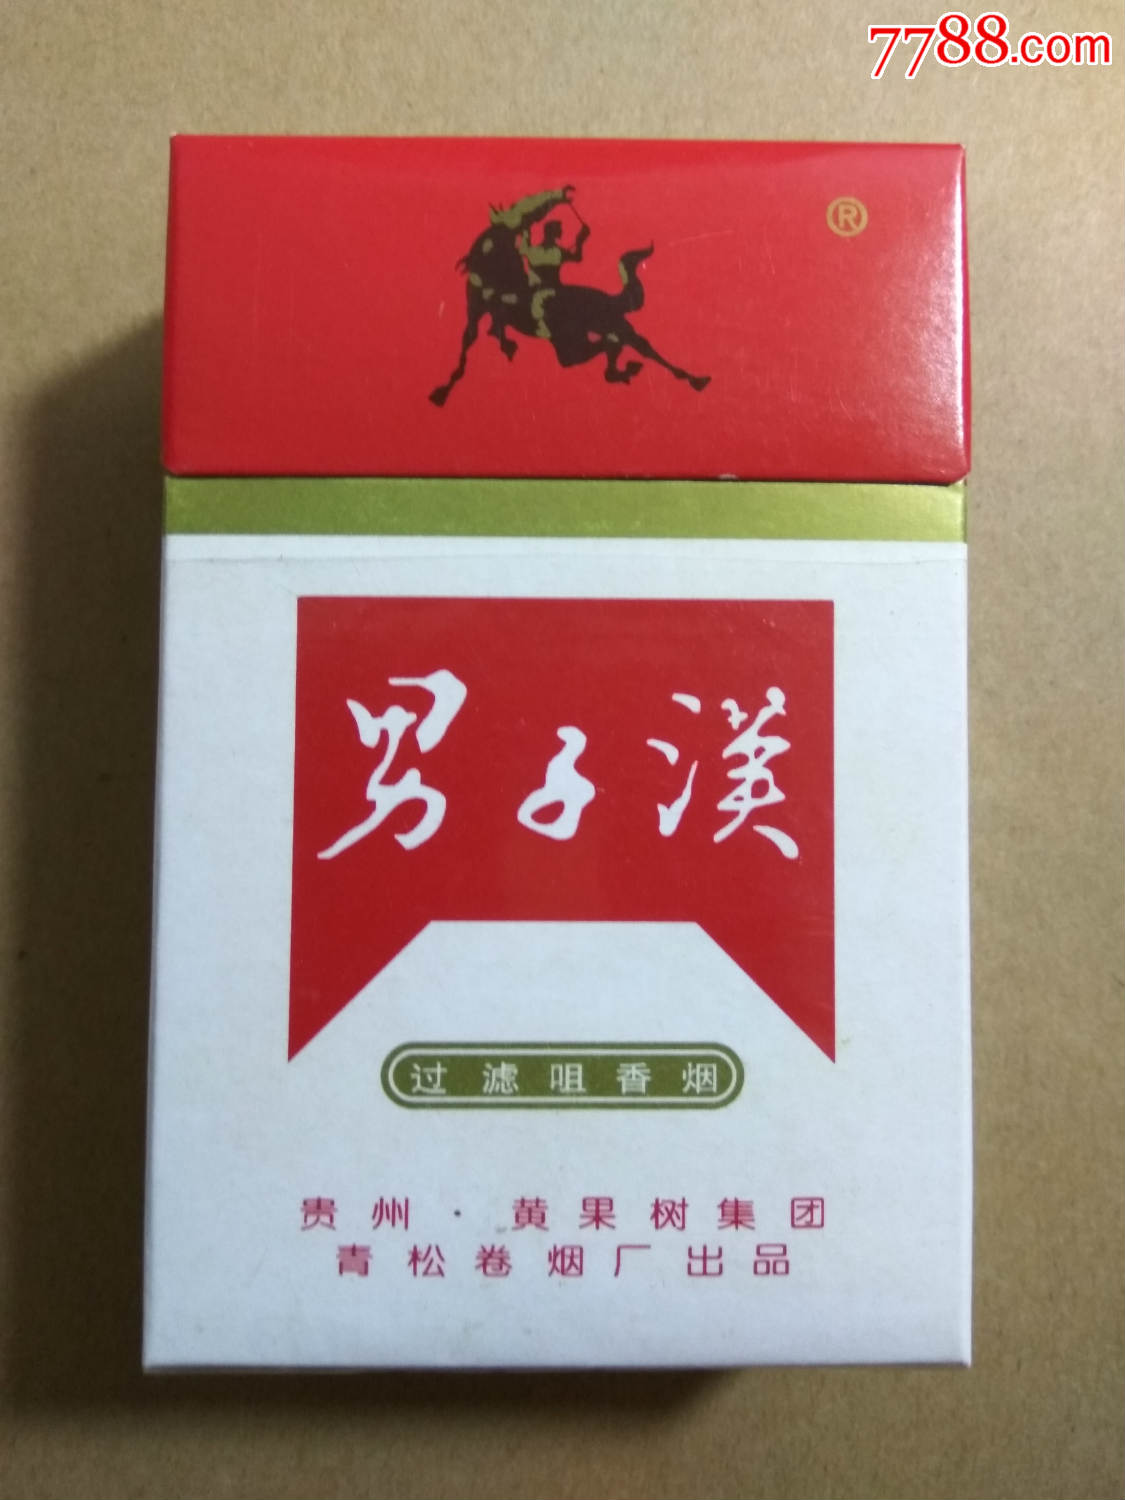 7788.com
®
男子漢
过滤咀香烟
贵州·黄果树集团
青松卷烟厂出品